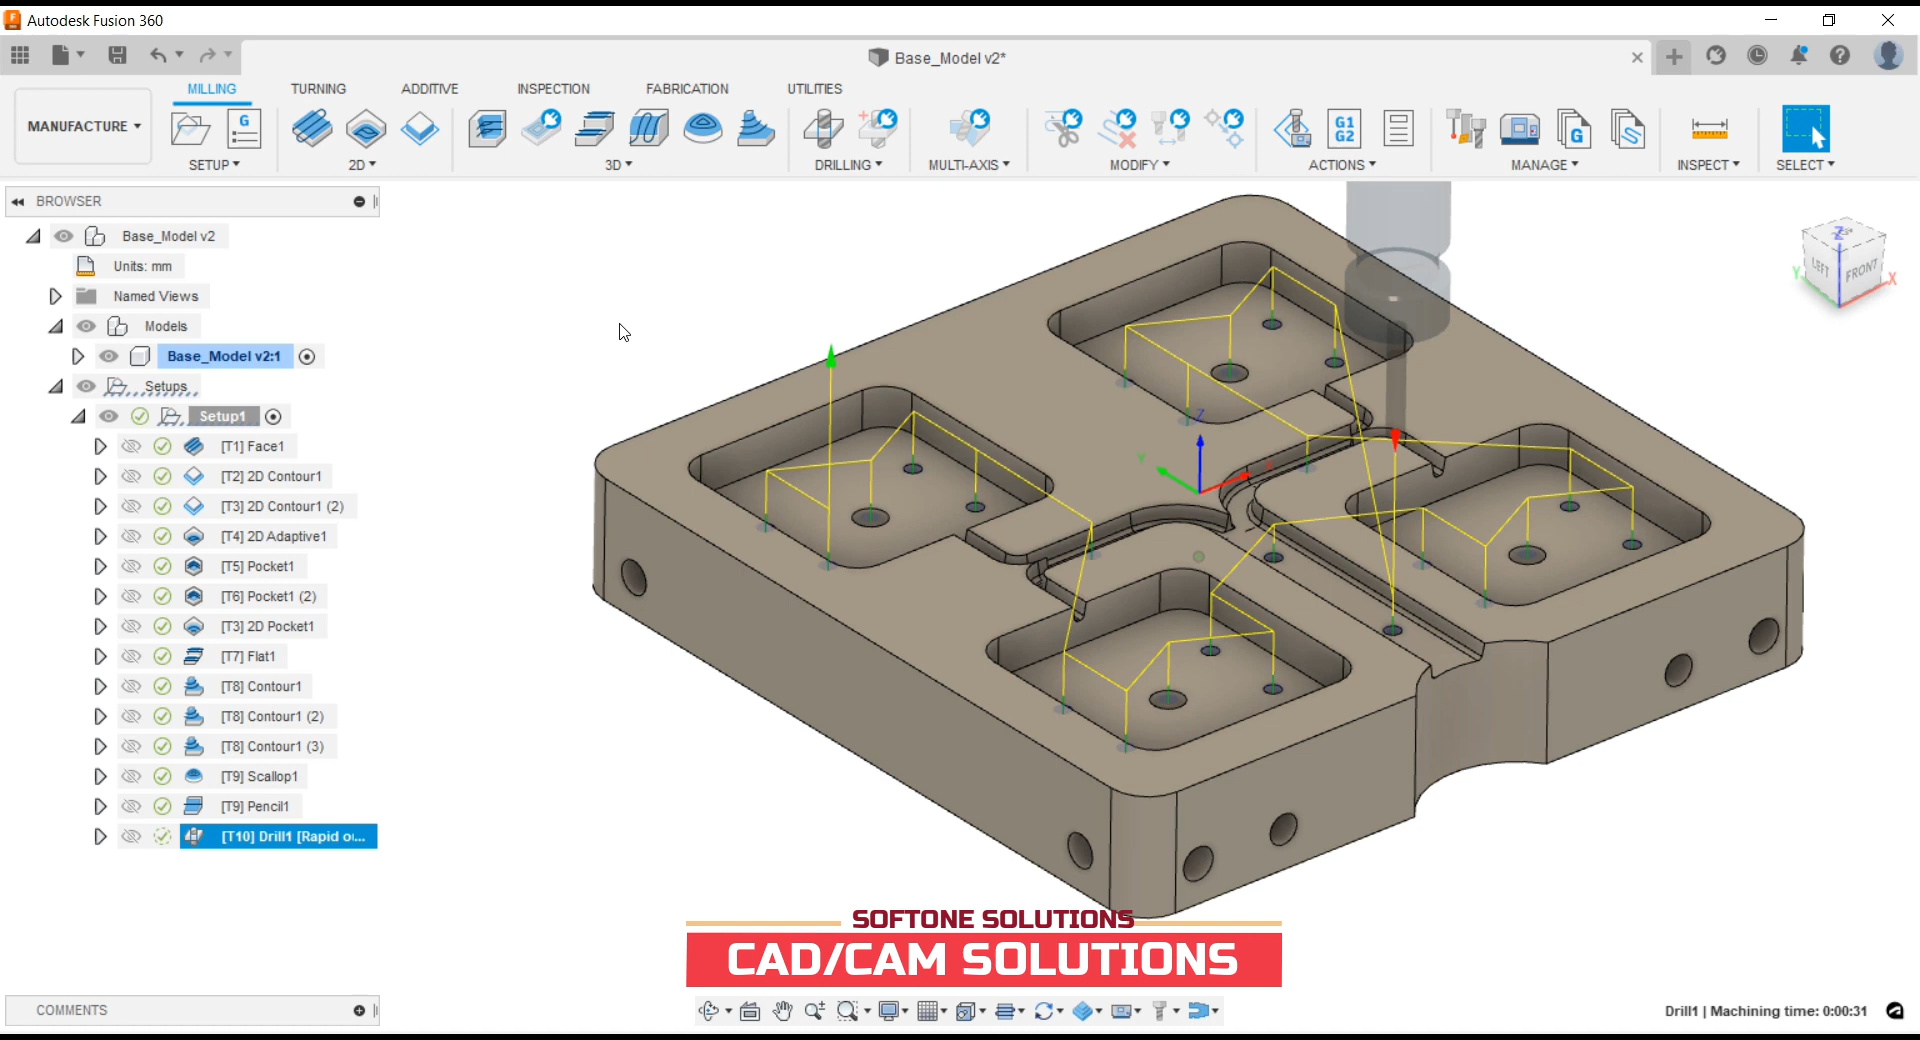 Autodesk Fusion 360
Base_Model v2*
MILLING TURNING ADDITIVE INSPECTION FABRICATION UTILITIES
MANUFACTURE
G
G1
G2
G
SETUP 2D 3D DRILLING MULTI-AXIS MODIFY ACTIONS MANAGE INSPECT SELECT
BROWSER
Base_Model v2
Units: mm
Named Views
Models
Base_Model v2:1
Setups
Setup1
[T1] Face1
[T2] 2D Contour1
[T3] 2D Contour1 (2)
[T4] 2D Adaptive1
[T5] Pocket1
[T6] Pocket1 (2)
[T3] 2D Pocket1
[T7] Flat1
[T8] Contour1
[T8] Contour1 (2)
[T8] Contour1 (3)
[T9] Scallop1
[T9] Pencil1
[T10] Drill1 [Rapid o...
Z
LEFT FRONT
Y
X
Z
Y
X
SOFTONE SOLUTIONS
CAD/CAM SOLUTIONS
COMMENTS
Drill1 | Machining time: 0:00:31